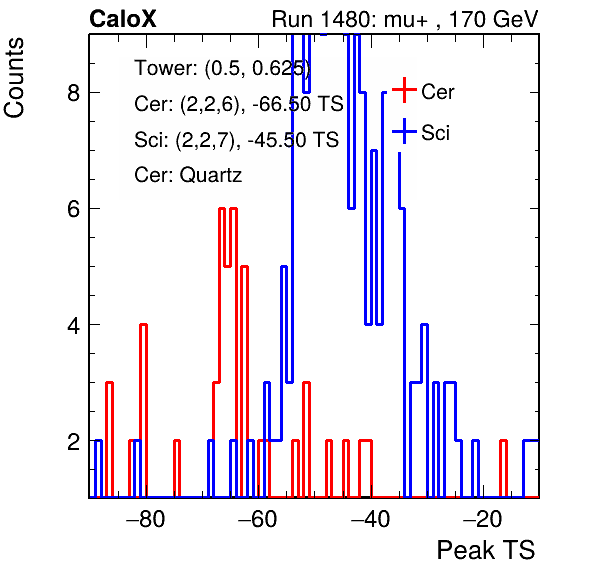 CaloX Run 1480: mu+ , 170 GeV
Counts
Tower: (0.5, 0.625)
Cer: (2,2,6), -66.50 TS
Sci: (2,2,7), -45.50 TS
Cer: Quartz
Cer
Sci
8
6
4
2
−80 −60 −40 −20
Peak TS